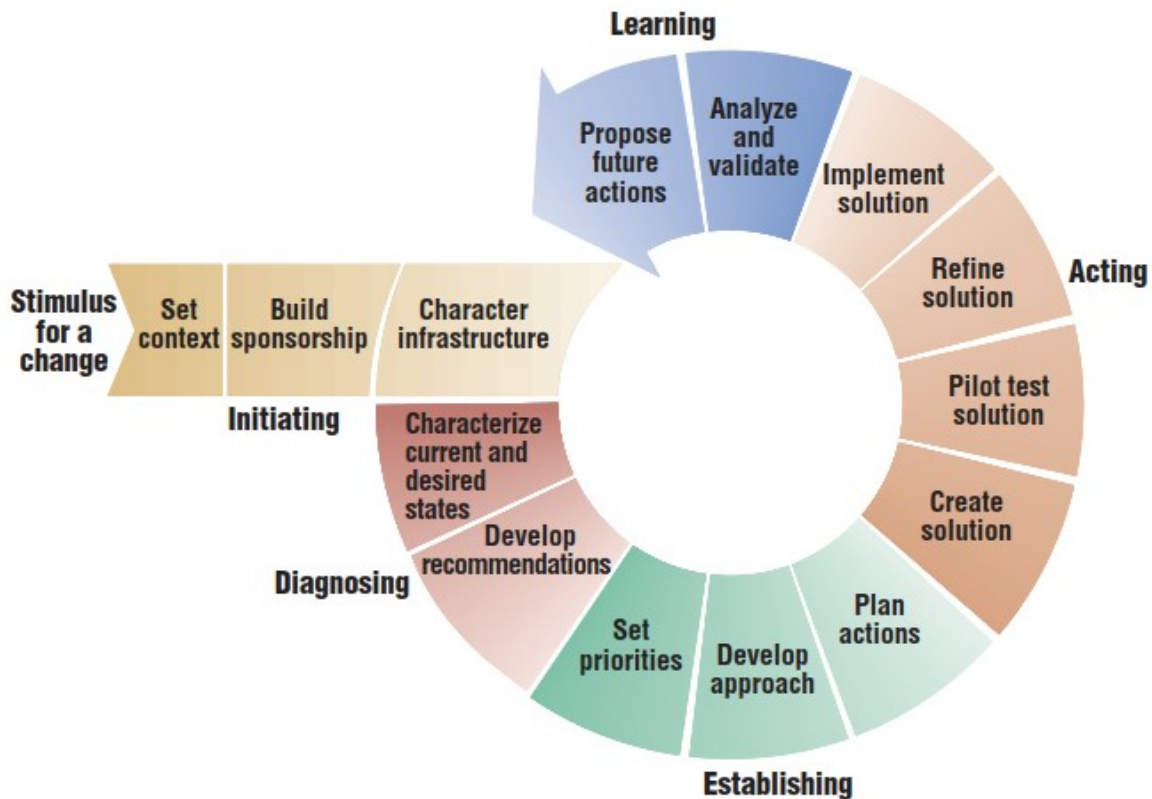 Learning
Propose
future
actions
Analyze
and
validate
Implement
solution
Refine
solution
Acting
Pilot test
solution
Create
solution
Stimulus
for a
change
Set
context
Build
sponsorship
Character
infrastructure
Initiating
Characterize
current and
desired
states
Develop
recommendations
Diagnosing
Set
priorities
Develop
approach
Plan
actions
Establishing